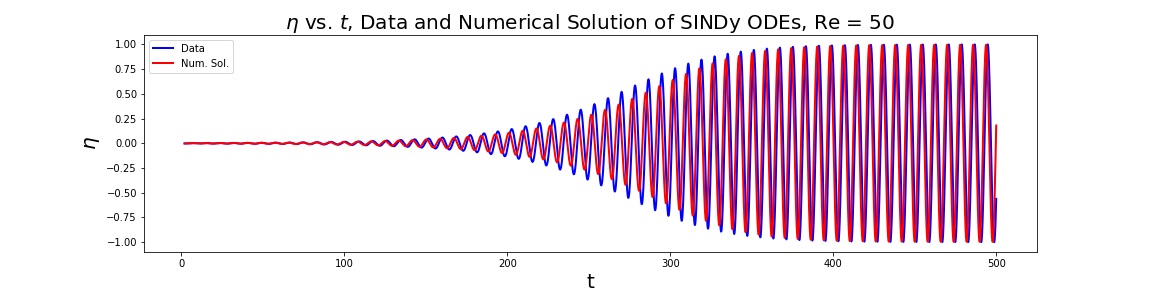 η vs. t, Data and Numerical Solution of SINDy ODEs, Re = 50
Data
Num. Sol.
1.00
0.75
0.50
0.25
0.00
−0.25
−0.50
−0.75
−1.00
η
0 100 200 300 400 500
t